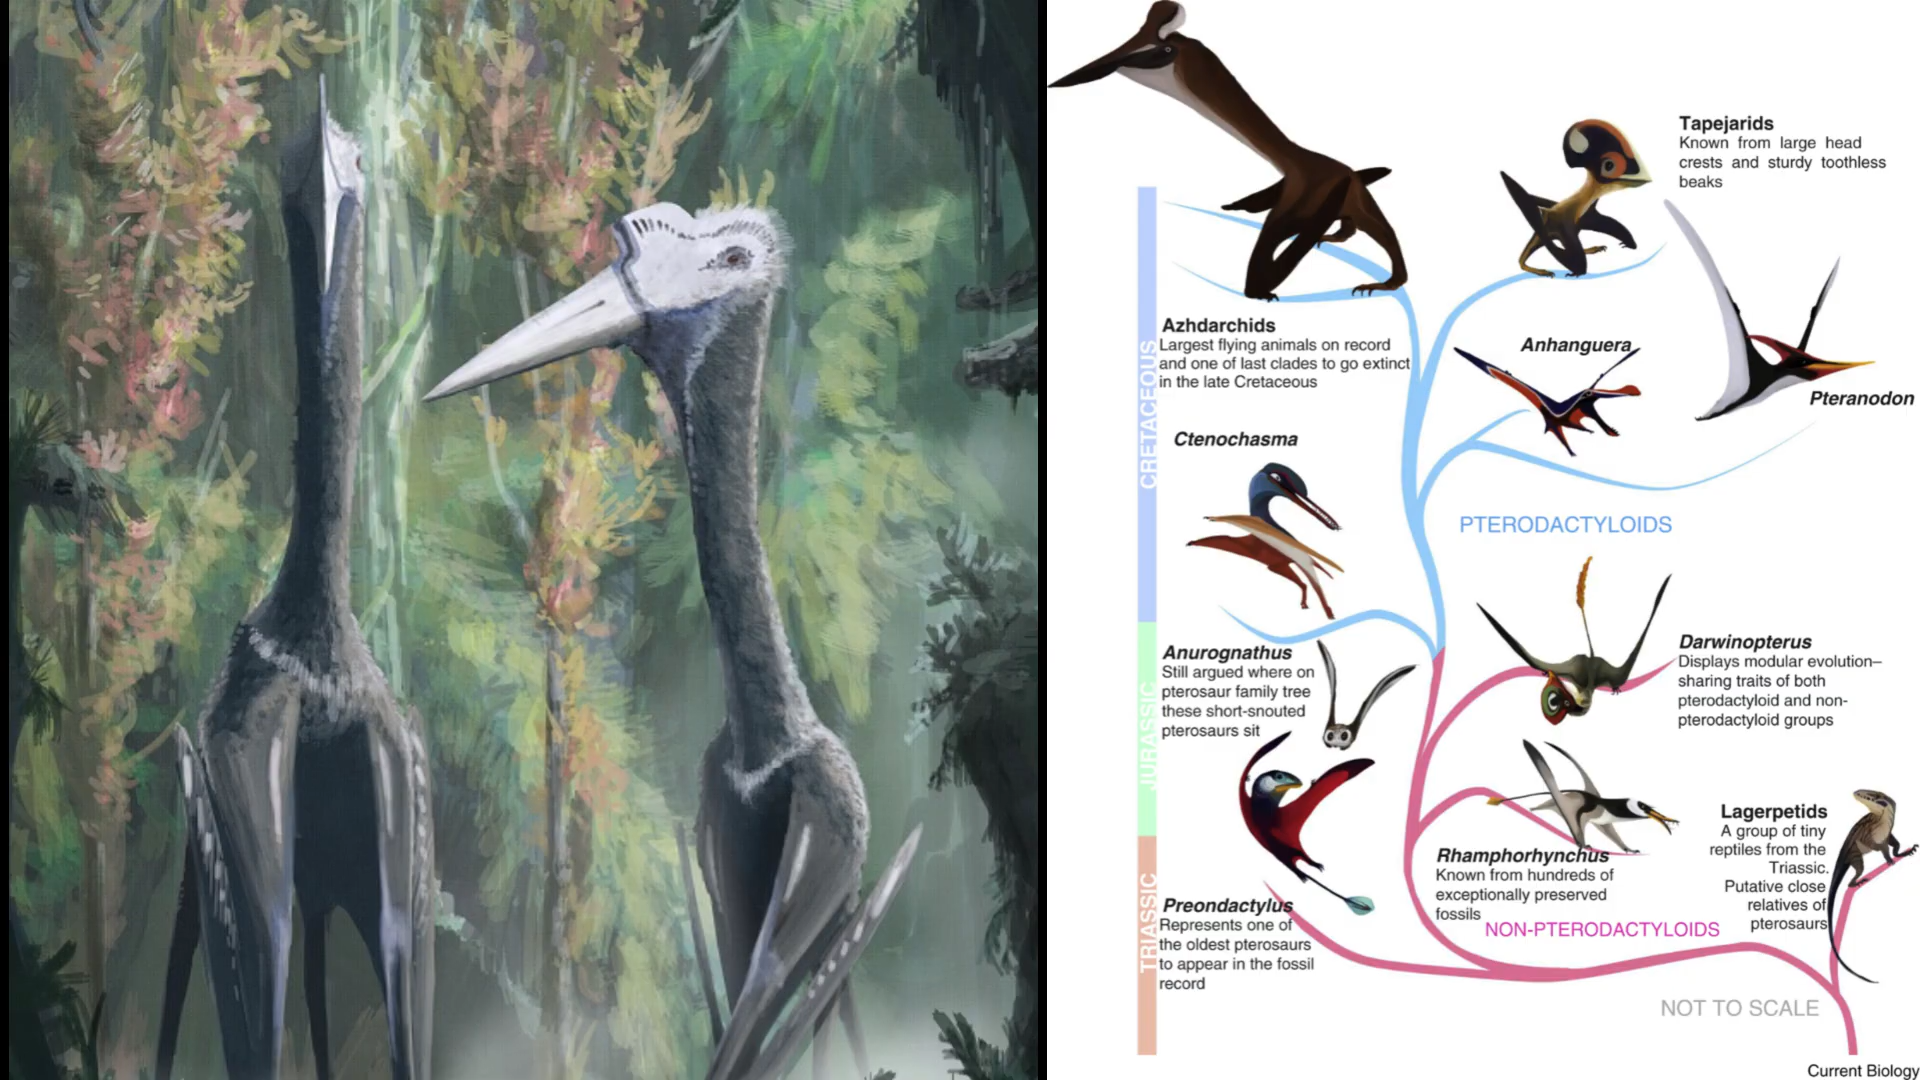 Tapejarids
Known from large head
crests and sturdy toothless
beaks
Azhdarchids
Largest flying animals on record
and one of last clades to go extinct
in the late Cretaceous
Anhanguera
Pteranodon
CRETACEOUS
Ctenochasma
PTERODACTYLOIDS
Anurognathus
Still argued where on
pterosaur family tree
these short-snouted
pterosaurs sit
Darwinopterus
Displays modular evolution–
sharing traits of both
pterodactyloid and non-
pterodactyloid groups
JURASSIC
Rhamphorhynchus
Known from hundreds of
exceptionally preserved
fossils
Lagerpetids
A group of tiny
reptiles from the
Triassic.
Putative close
relatives of
pterosaurs
NON-PTERODACTYLOIDS
TRIASSIC
Preondactylus
Represents one of
the oldest pterosaurs
to appear in the fossil
record
NOT TO SCALE
Current Biology